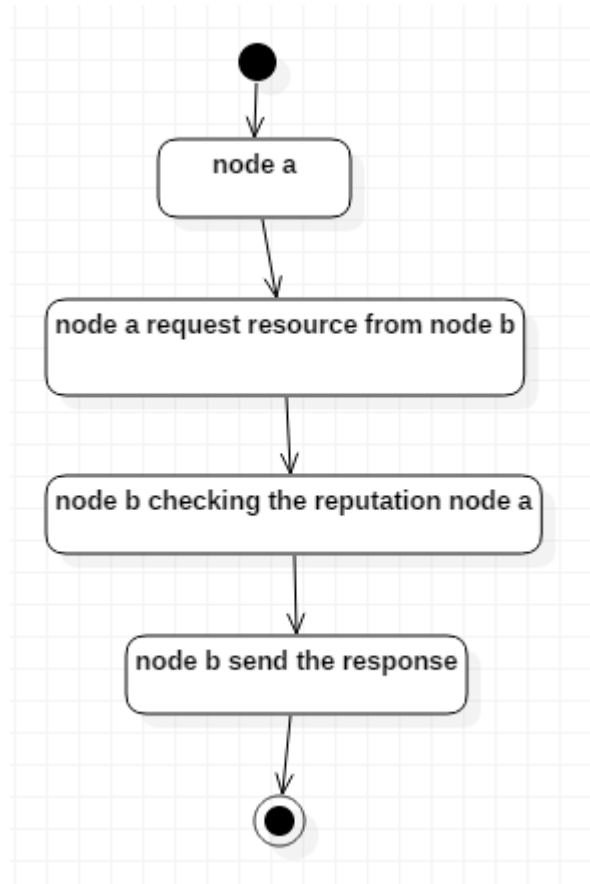 node a
node a request resource from node b
node b checking the reputation node a
node b send the response